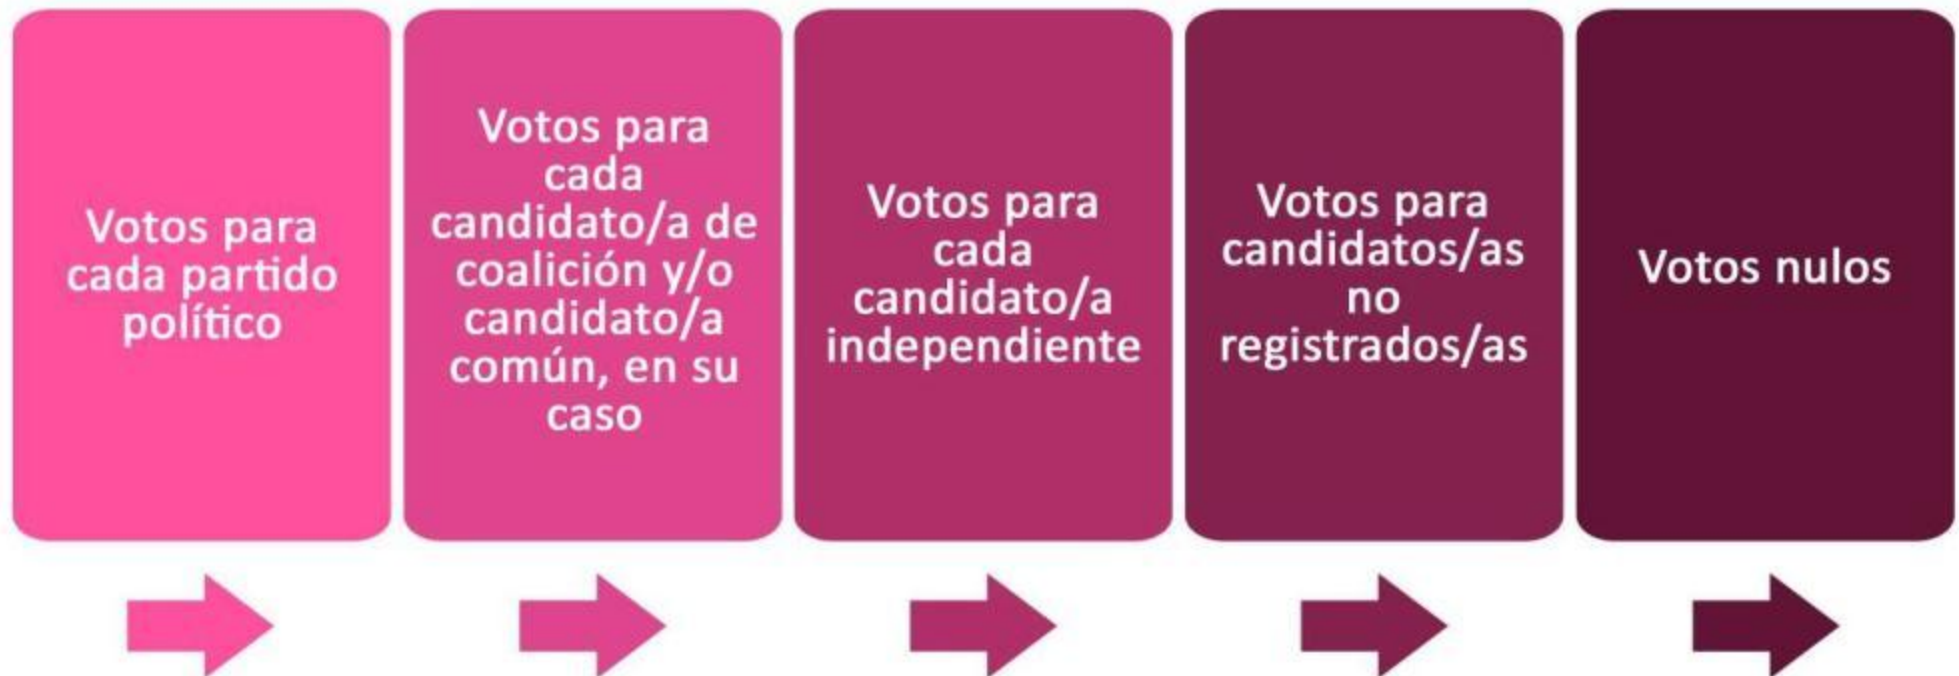 Votos para
cada partido
político
Votos para
cada
candidato/a de
coalición y/o
candidato/a
común, en su
caso
Votos para
cada
candidato/a
independiente
Votos para
candidatos/as
no
registrados/as
Votos nulos